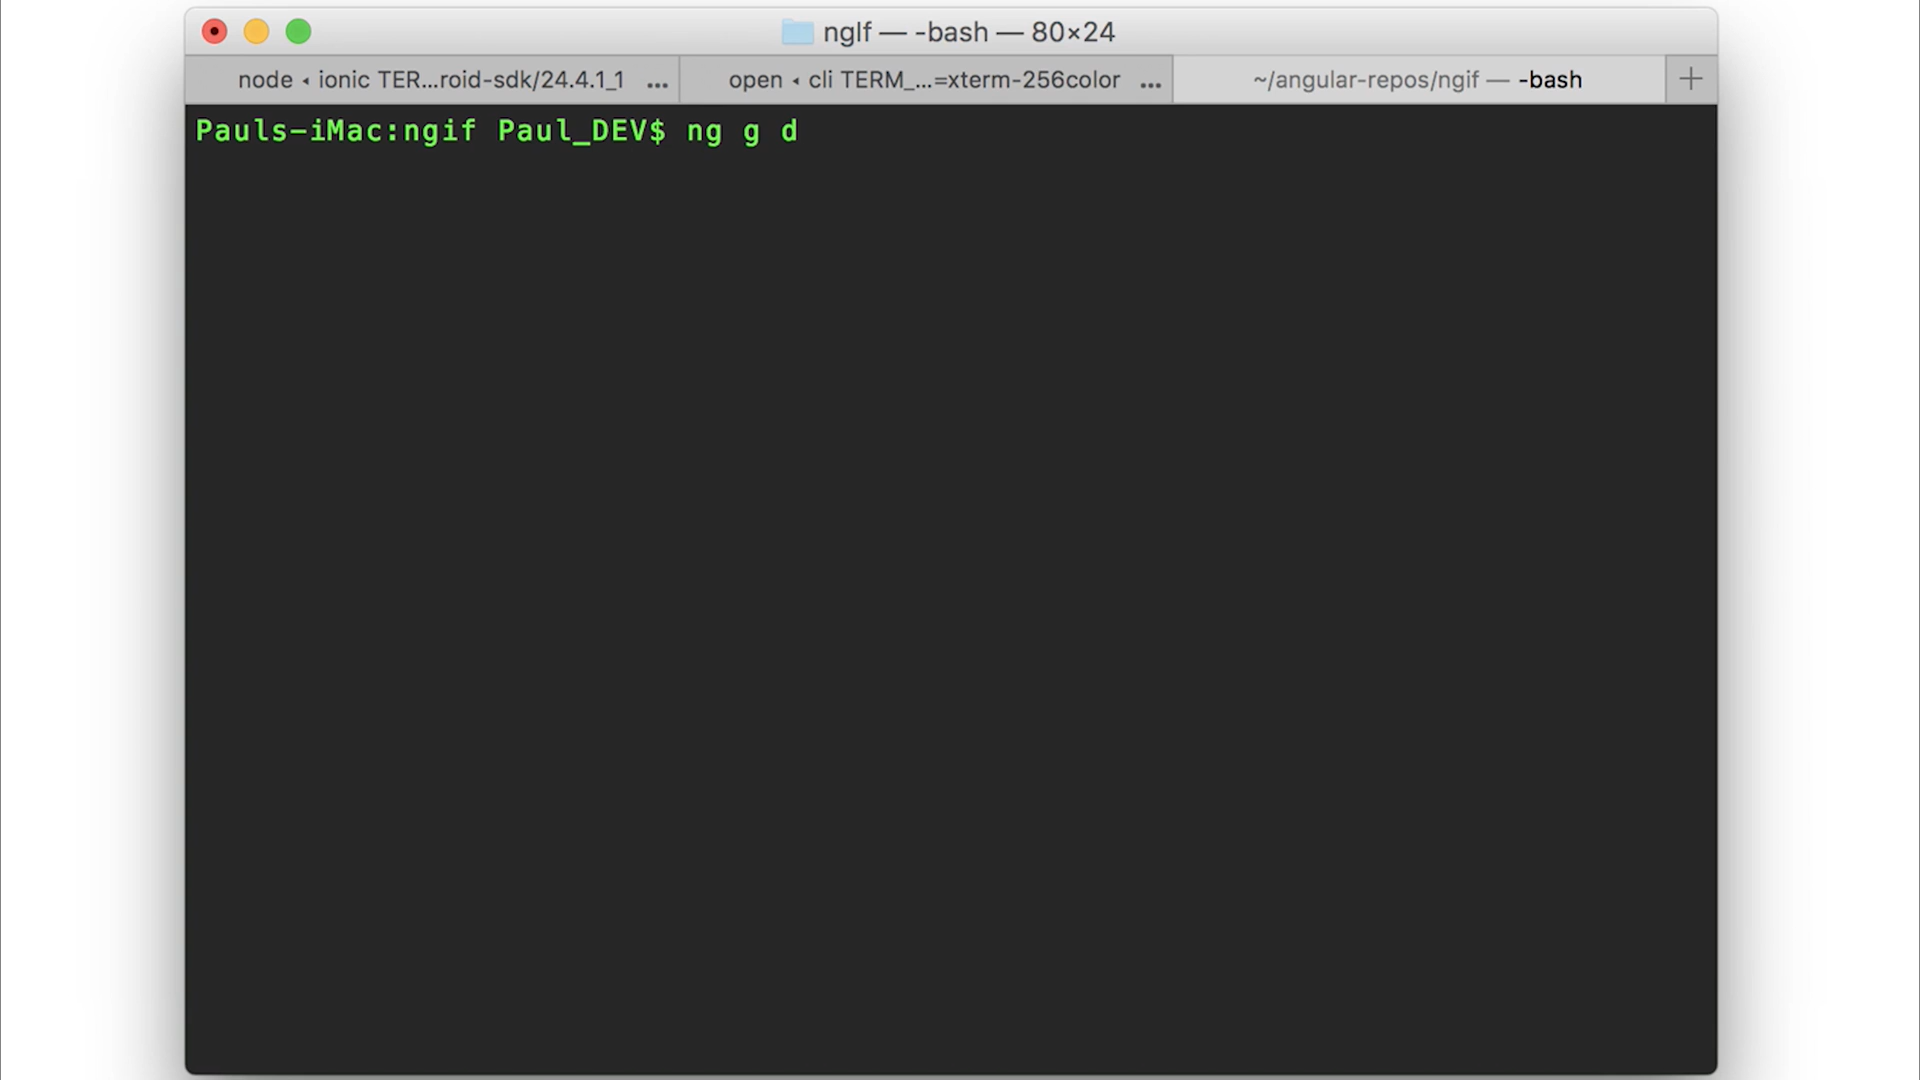 ngIf — -bash — 80×24
node ◂ ionic TER...roid-sdk/24.4.1_1 ...
open ◂ cli TERM_...=xterm-256color ...
~/angular-repos/ngif — -bash
Pauls-iMac:ngif Paul_DEV$ ng g d